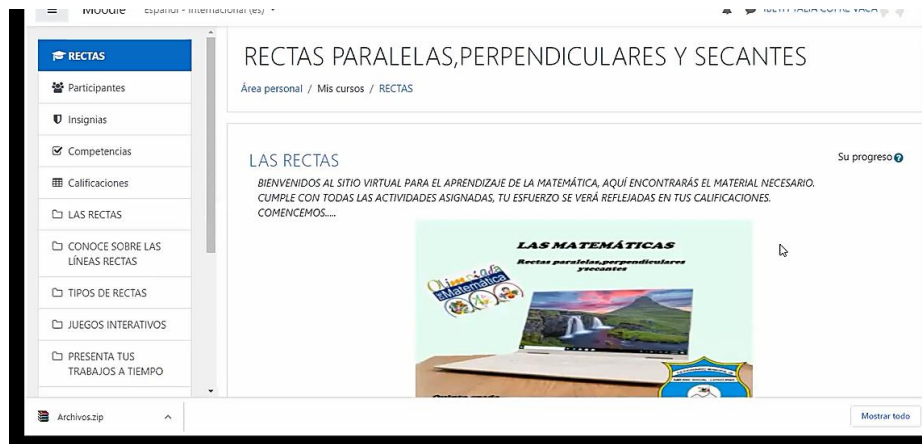 Moodle Español - Internacional (es)
RECTAS
Participantes
Insignias
Competencias
Calificaciones
LAS RECTAS
CONOCE SOBRE LAS
LÍNEAS RECTAS
TIPOS DE RECTAS
JUEGOS INTERATIVOS
PRESENTA TUS
TRABAJOS A TIEMPO
RECTAS PARALELAS,PERPENDICULARES Y SECANTES
Área personal / Mis cursos / RECTAS
LAS RECTAS
Su progreso
BIENVENIDOS AL SITIO VIRTUAL PARA EL APRENDIZAJE DE LA MATEMÁTICA, AQUÍ ENCONTRARÁS EL MATERIAL NECESARIO.
CUMPLE CON TODAS LAS ACTIVIDADES ASIGNADAS, TU ESFUERZO SE VERÁ REFLEJADAS EN TUS CALIFICACIONES.
COMENCEMOS.....
LAS MATEMÁTICAS
Rectas paralelas,perpendiculares
ysecantes
Matemática
Archivos.zip
Mostrar todo